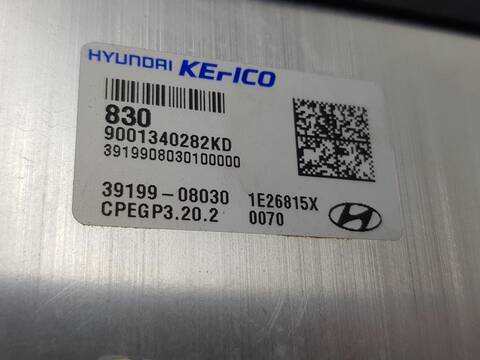 HYUNDAI KEFICO
830
9001340282KD
3919908030100000
39199-08030 1E26815X
CPEGP3.20.2 0070